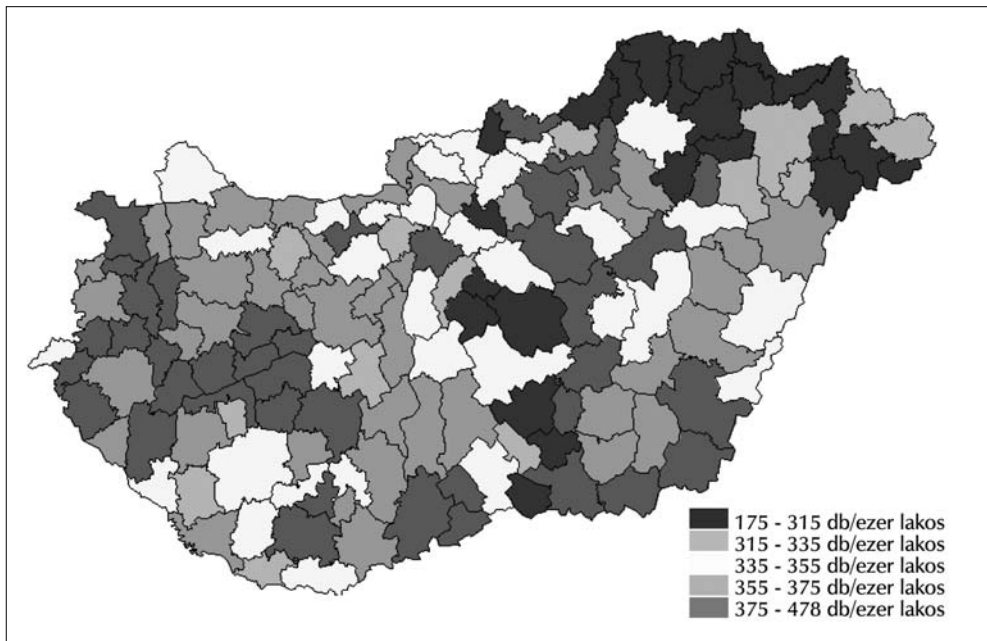 175 - 315 db/ezer lakos
315 - 335 db/ezer lakos
335 - 355 db/ezer lakos
355 - 375 db/ezer lakos
375 - 478 db/ezer lakos